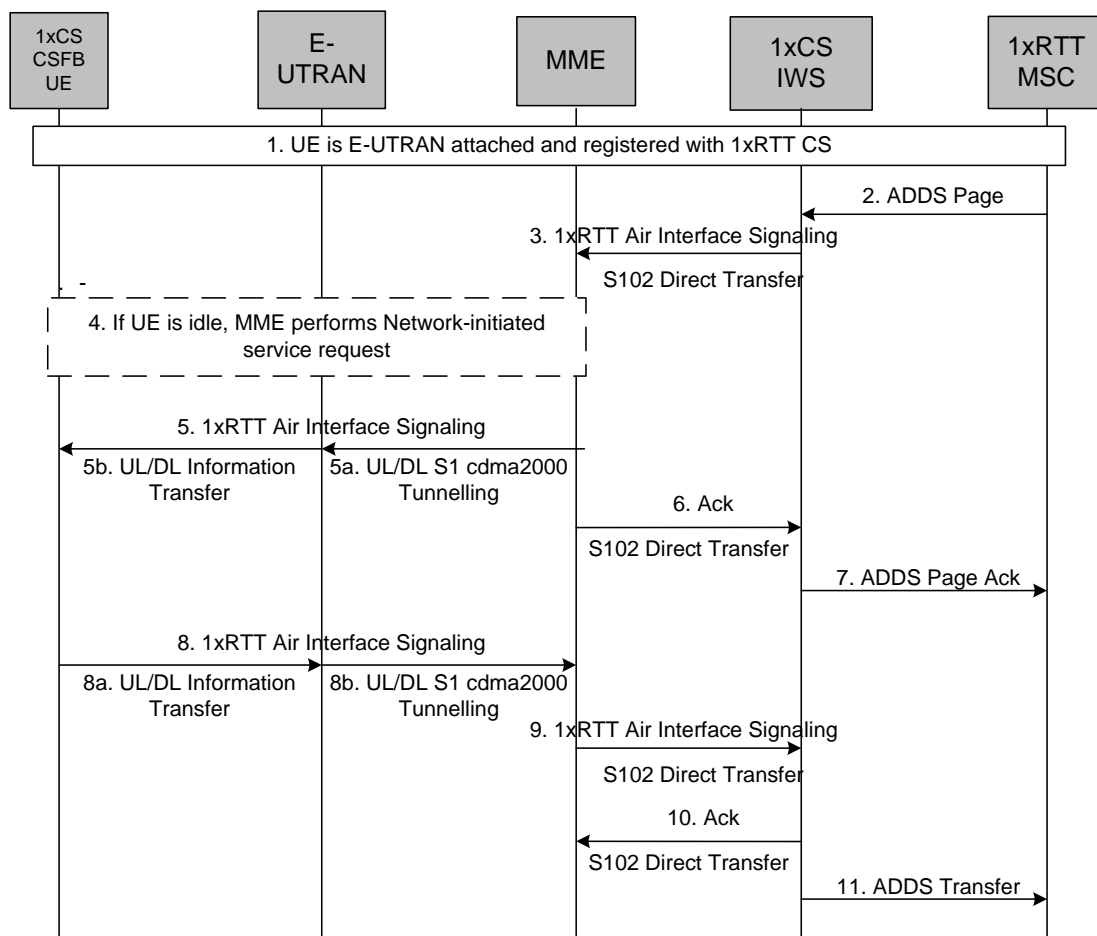 1xCS
CSFB
UE
E-
UTRAN
MME
1xCS
IWS
1xRTT
MSC
1. UE is E-UTRAN attached and registered with 1xRTT CS
2. ADDS Page
3. 1xRTT Air Interface Signaling
S102 Direct Transfer
. -
4. If UE is idle, MME performs Network-initiated
service request
5. 1xRTT Air Interface Signaling
5b. UL/DL Information
Transfer
5a. UL/DL S1 cdma2000
Tunnelling
6. Ack
S102 Direct Transfer
7. ADDS Page Ack
8. 1xRTT Air Interface Signaling
8a. UL/DL Information
Transfer
8b. UL/DL S1 cdma2000
Tunnelling
9. 1xRTT Air Interface Signaling
S102 Direct Transfer
10. Ack
S102 Direct Transfer
11. ADDS Transfer